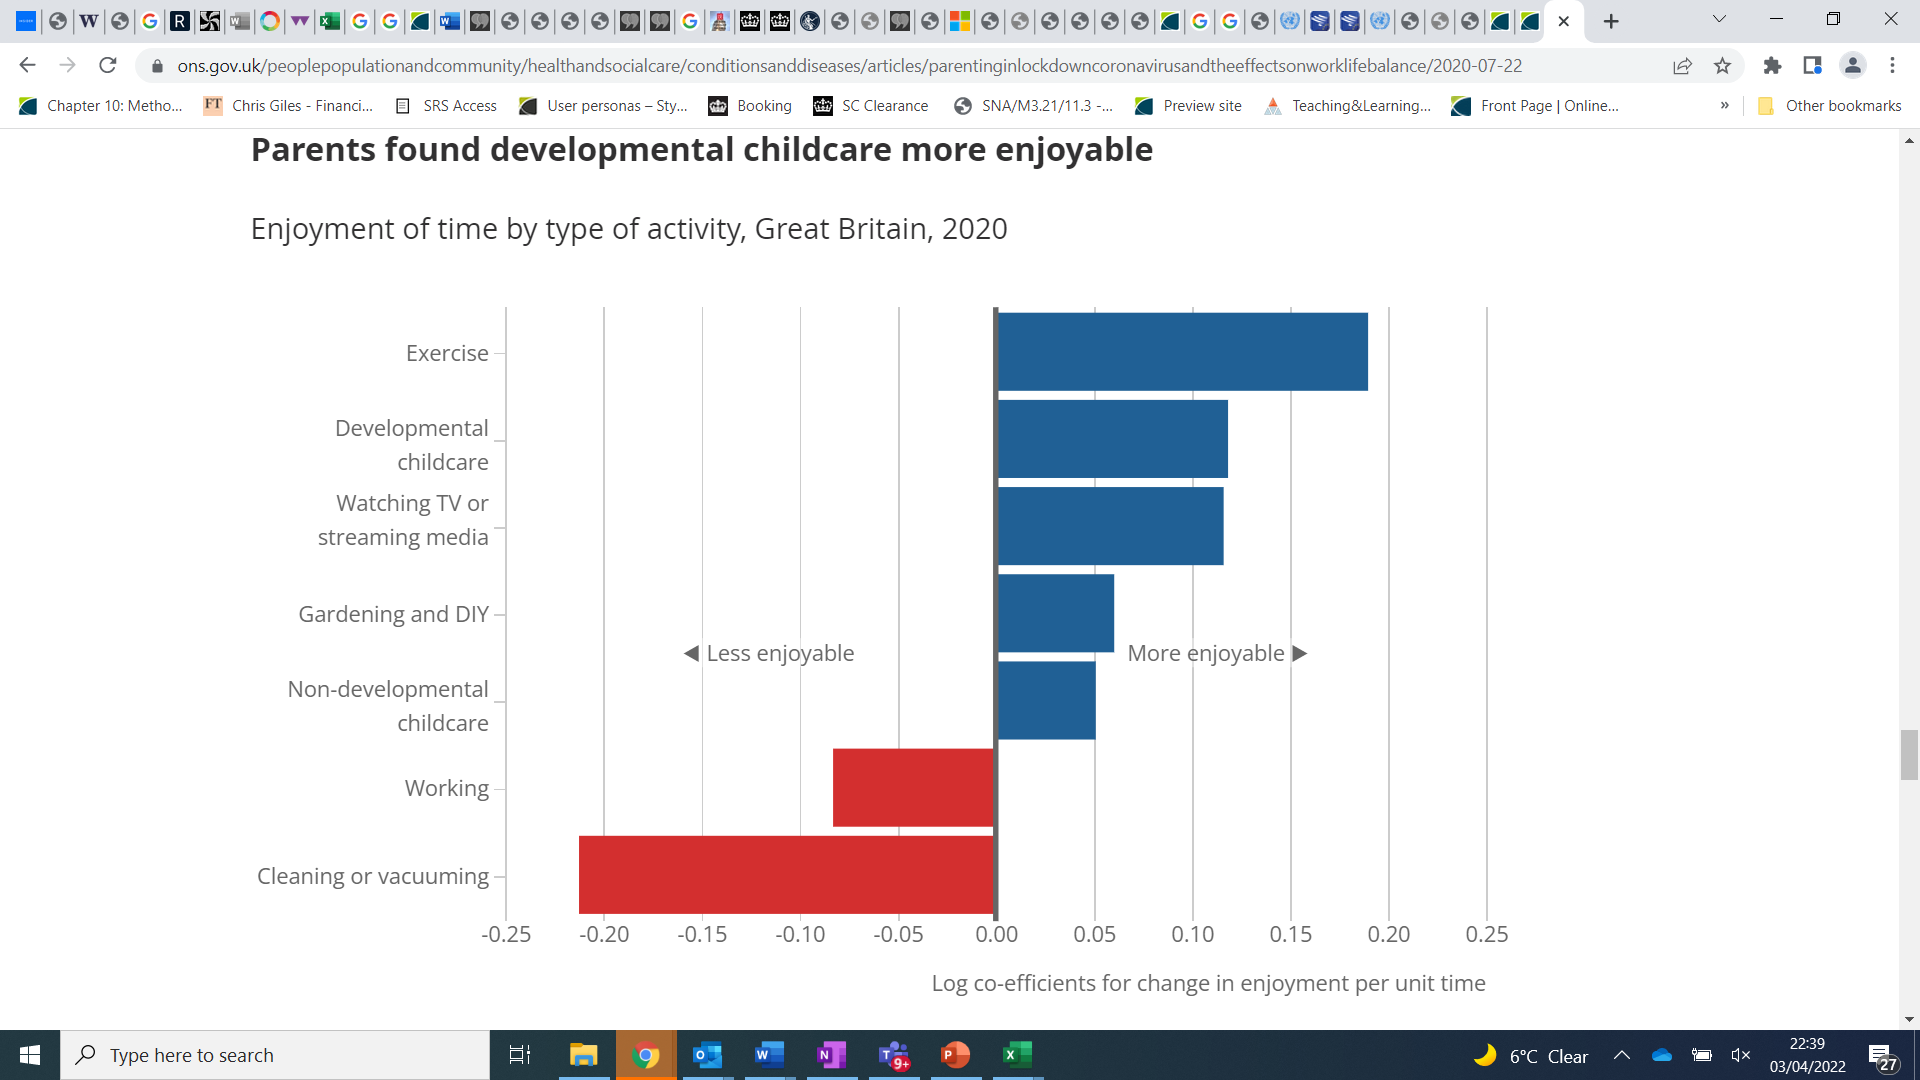 ons.gov.uk/peoplepopulationandcommunity/healthandsocialcare/conditionsanddiseases/articles/parentinginlockdowncoronavirusandtheeffectsonworklifebalance/2020-07-22
Chapter 10: Metho... FT Chris Giles - Financi... SRS Access User personas – Sty... Booking SC Clearance SNA/M3.21/11.3 -... Preview site Teaching&Learning... Front Page | Online... » Other bookmarks
Parents found developmental childcare more enjoyable
Enjoyment of time by type of activity, Great Britain, 2020
Exercise
Developmental
childcare
Watching TV or
streaming media
Gardening and DIY
◀ Less enjoyable More enjoyable ▶
Non-developmental
childcare
Working
Cleaning or vacuuming
-0.25 -0.20 -0.15 -0.10 -0.05 0.00 0.05 0.10 0.15 0.20 0.25
Log co-efficients for change in enjoyment per unit time
Type here to search
9+
6°C Clear
22:39
03/04/2022
27